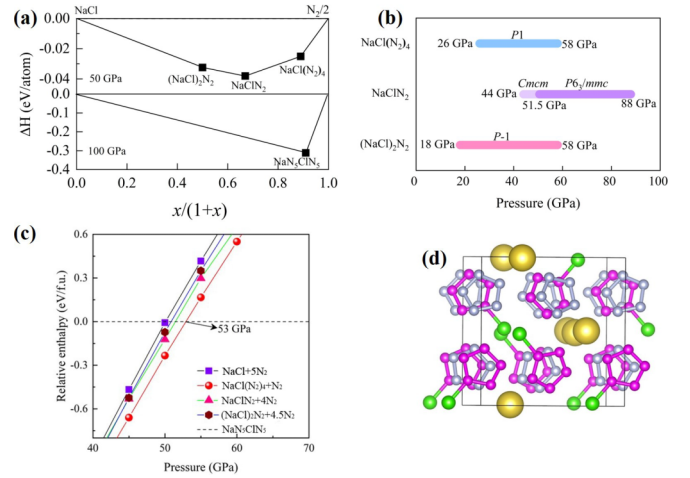 (a)
NaCl
N₂/2
0.00
-0.02
-0.04
-0.06
50 GPa
(NaCl)₂N₂
NaClN₂
NaCl(N₂)₄
0.0
-0.1
-0.2
-0.3
-0.4
100 GPa
NaN₅ClN₅
ΔH (eV/atom)
0.0 0.2 0.4 0.6 0.8 1.0
x/(1+x)
(b)
NaCl(N₂)₄
26 GPa
P1
58 GPa
NaClN₂
44 GPa
Cmcm
P6₃/mmc
51.5 GPa
88 GPa
(NaCl)₂N₂
18 GPa
P-1
58 GPa
0 20 40 60 80 100
Pressure (GPa)
(c)
Relative enthalpy (eV/f.u.)
0.6
0.3
0.0
-0.3
-0.6
53 GPa
NaCl+5N₂
NaCl(N₂)₄+N₂
NaClN₂+4N₂
(NaCl)₂N₂+4.5N₂
NaN₅ClN₅
40 50 60 70
Pressure (GPa)
(d)